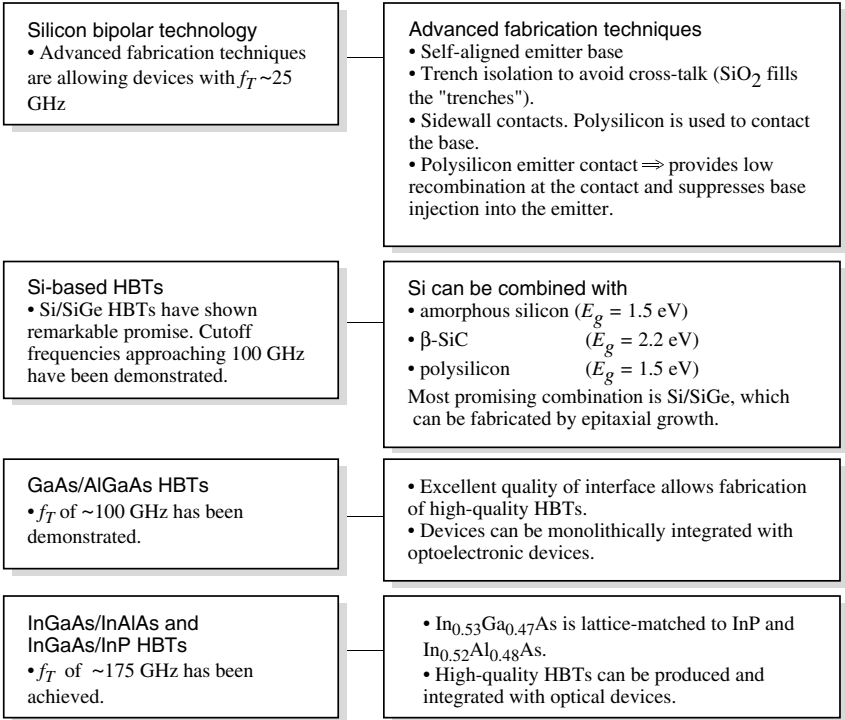 Silicon bipolar technology
• Advanced fabrication techniques
are allowing devices with f_T ~25
GHz
Advanced fabrication techniques
• Self-aligned emitter base
• Trench isolation to avoid cross-talk (SiO₂ fills
the "trenches").
• Sidewall contacts. Polysilicon is used to contact
the base.
• Polysilicon emitter contact ⇒ provides low
recombination at the contact and suppresses base
injection into the emitter.
Si-based HBTs
• Si/SiGe HBTs have shown
remarkable promise. Cutoff
frequencies approaching 100 GHz
have been demonstrated.
Si can be combined with
• amorphous silicon (E_g = 1.5 eV)
• β-SiC (E_g = 2.2 eV)
• polysilicon (E_g = 1.5 eV)
Most promising combination is Si/SiGe, which
can be fabricated by epitaxial growth.
GaAs/AlGaAs HBTs
• f_T of ~100 GHz has been
demonstrated.
• Excellent quality of interface allows fabrication
of high-quality HBTs.
• Devices can be monolithically integrated with
optoelectronic devices.
InGaAs/InAlAs and
InGaAs/InP HBTs
• f_T of ~175 GHz has been
achieved.
• In₀.₅₃Ga₀.₄₇As is lattice-matched to InP and
In₀.₅₂Al₀.₄₈As.
• High-quality HBTs can be produced and
integrated with optical devices.